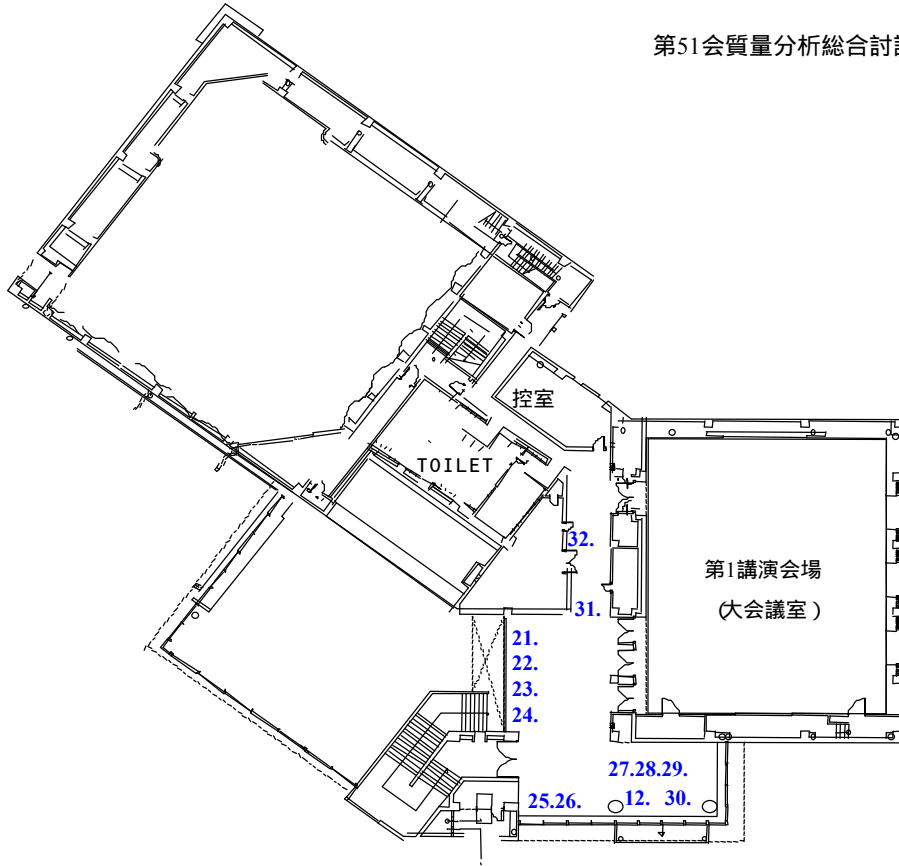 第51会質量分析総合討
控室
TOILET
32.
第1講演会場
(大会議室)
31.
21.
22.
23.
24.
27.28.29.
25.26.
12. 30.